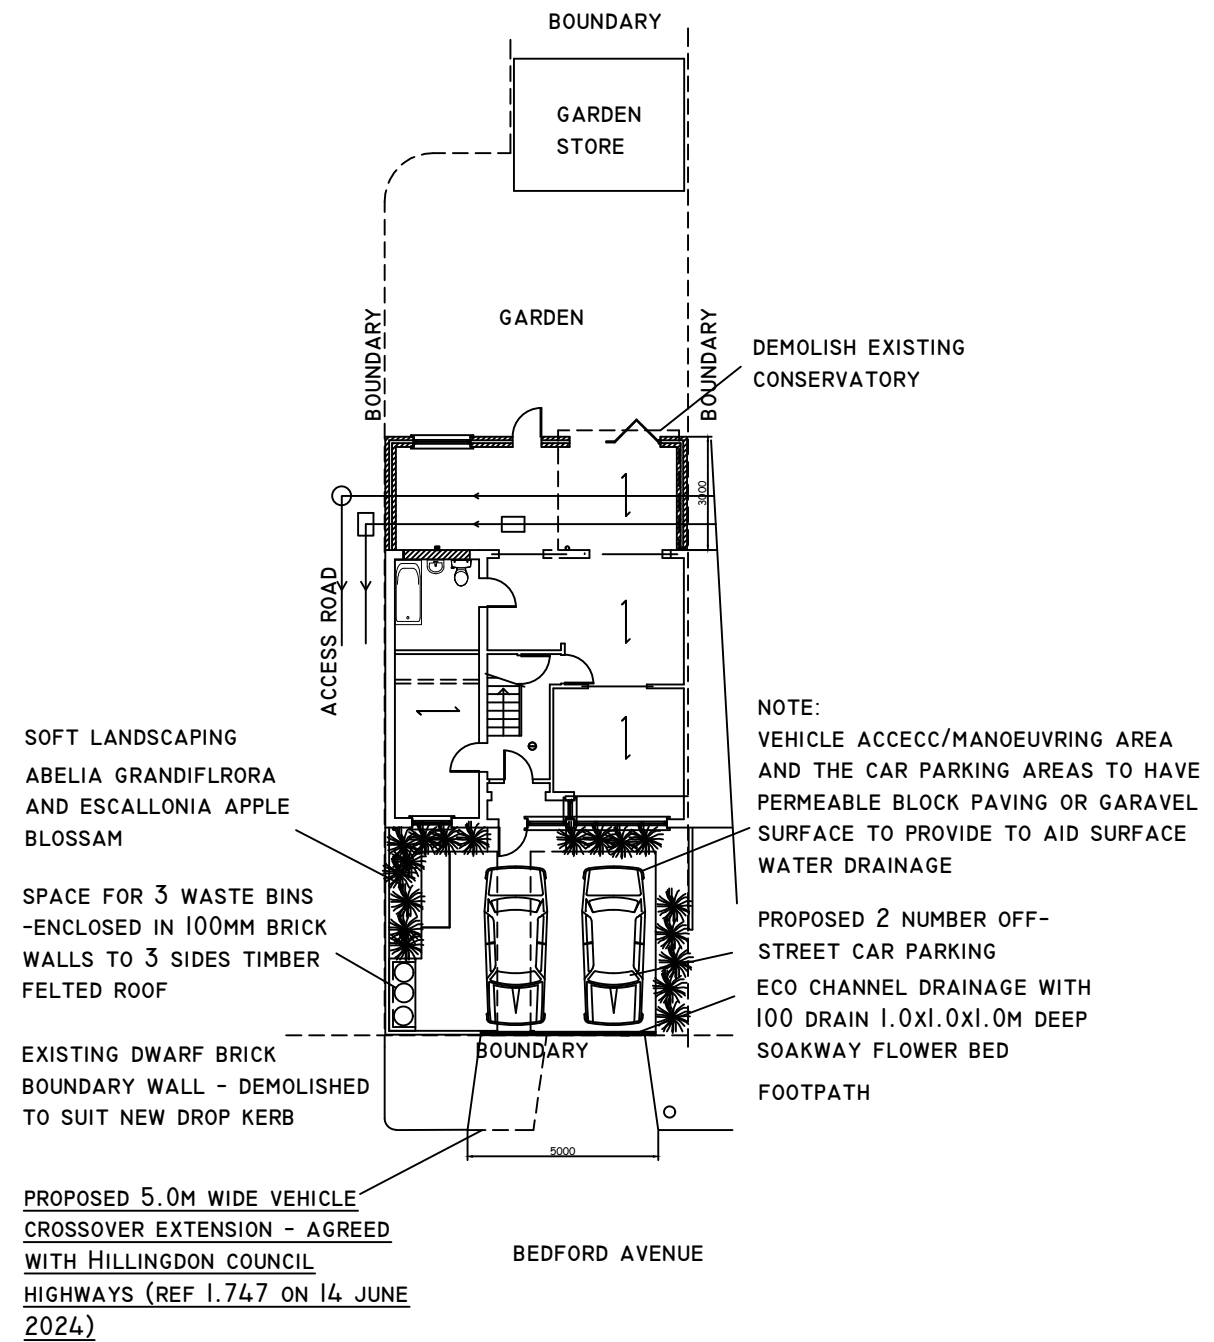 BOUNDARY
GARDEN
STORE
GARDEN
BOUNDARY
BOUNDARY
DEMOLISH EXISTING
CONSERVATORY
3000
ACCESS ROAD
SOFT LANDSCAPING
ABELIA GRANDIFLRORA
AND ESCALLONIA APPLE
BLOSSAM
SPACE FOR 3 WASTE BINS
-ENCLOSED IN 100MM BRICK
WALLS TO 3 SIDES TIMBER
FELTED ROOF
EXISTING DWARF BRICK
BOUNDARY WALL - DEMOLISHED
TO SUIT NEW DROP KERB
PROPOSED 5.0M WIDE VEHICLE
CROSSOVER EXTENSION - AGREED
WITH HILLINGDON COUNCIL
HIGHWAYS (REF 1.747 ON 14 JUNE
2024)
NOTE:
VEHICLE ACCECC/MANOEUVRING AREA
AND THE CAR PARKING AREAS TO HAVE
PERMEABLE BLOCK PAVING OR GARAVEL
SURFACE TO PROVIDE TO AID SURFACE
WATER DRAINAGE
PROPOSED 2 NUMBER OFF-
STREET CAR PARKING
ECO CHANNEL DRAINAGE WITH
100 DRAIN 1.0X1.0X1.0M DEEP
SOAKWAY FLOWER BED
FOOTPATH
BOUNDARY
5000
BEDFORD AVENUE